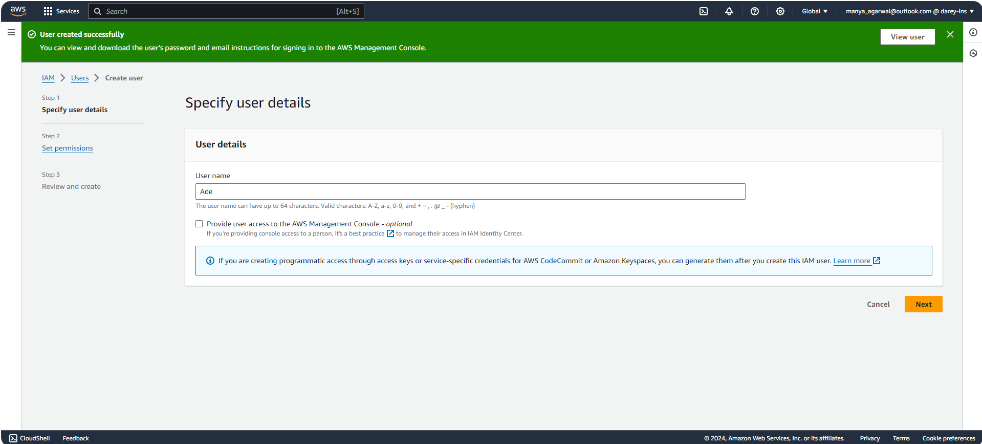 aws
Services
Search
[Alt+S]
Global
manya_agarwal@outlook.com @ darey-ins
User created successfully
You can view and download the user's password and email instructions for signing in to the AWS Management Console.
View user
IAM > Users > Create user
Step 1
Specify user details
Step 2
Set permissions
Step 3
Review and create
Specify user details
User details
User name
Ade
The user name can have up to 64 characters. Valid characters: A-Z, a-z, 0-9, and + = , . @ _ - (hyphen)
Provide user access to the AWS Management Console - optional
If you're providing console access to a person, it's a best practice to manage their access in IAM Identity Center.
If you are creating programmatic access through access keys or service-specific credentials for AWS CodeCommit or Amazon Keyspaces, you can generate them after you create this IAM user. Learn more
Cancel
Next
CloudShell
Feedback
© 2024, Amazon Web Services, Inc. or its affiliates.
Privacy
Terms
Cookie preferences